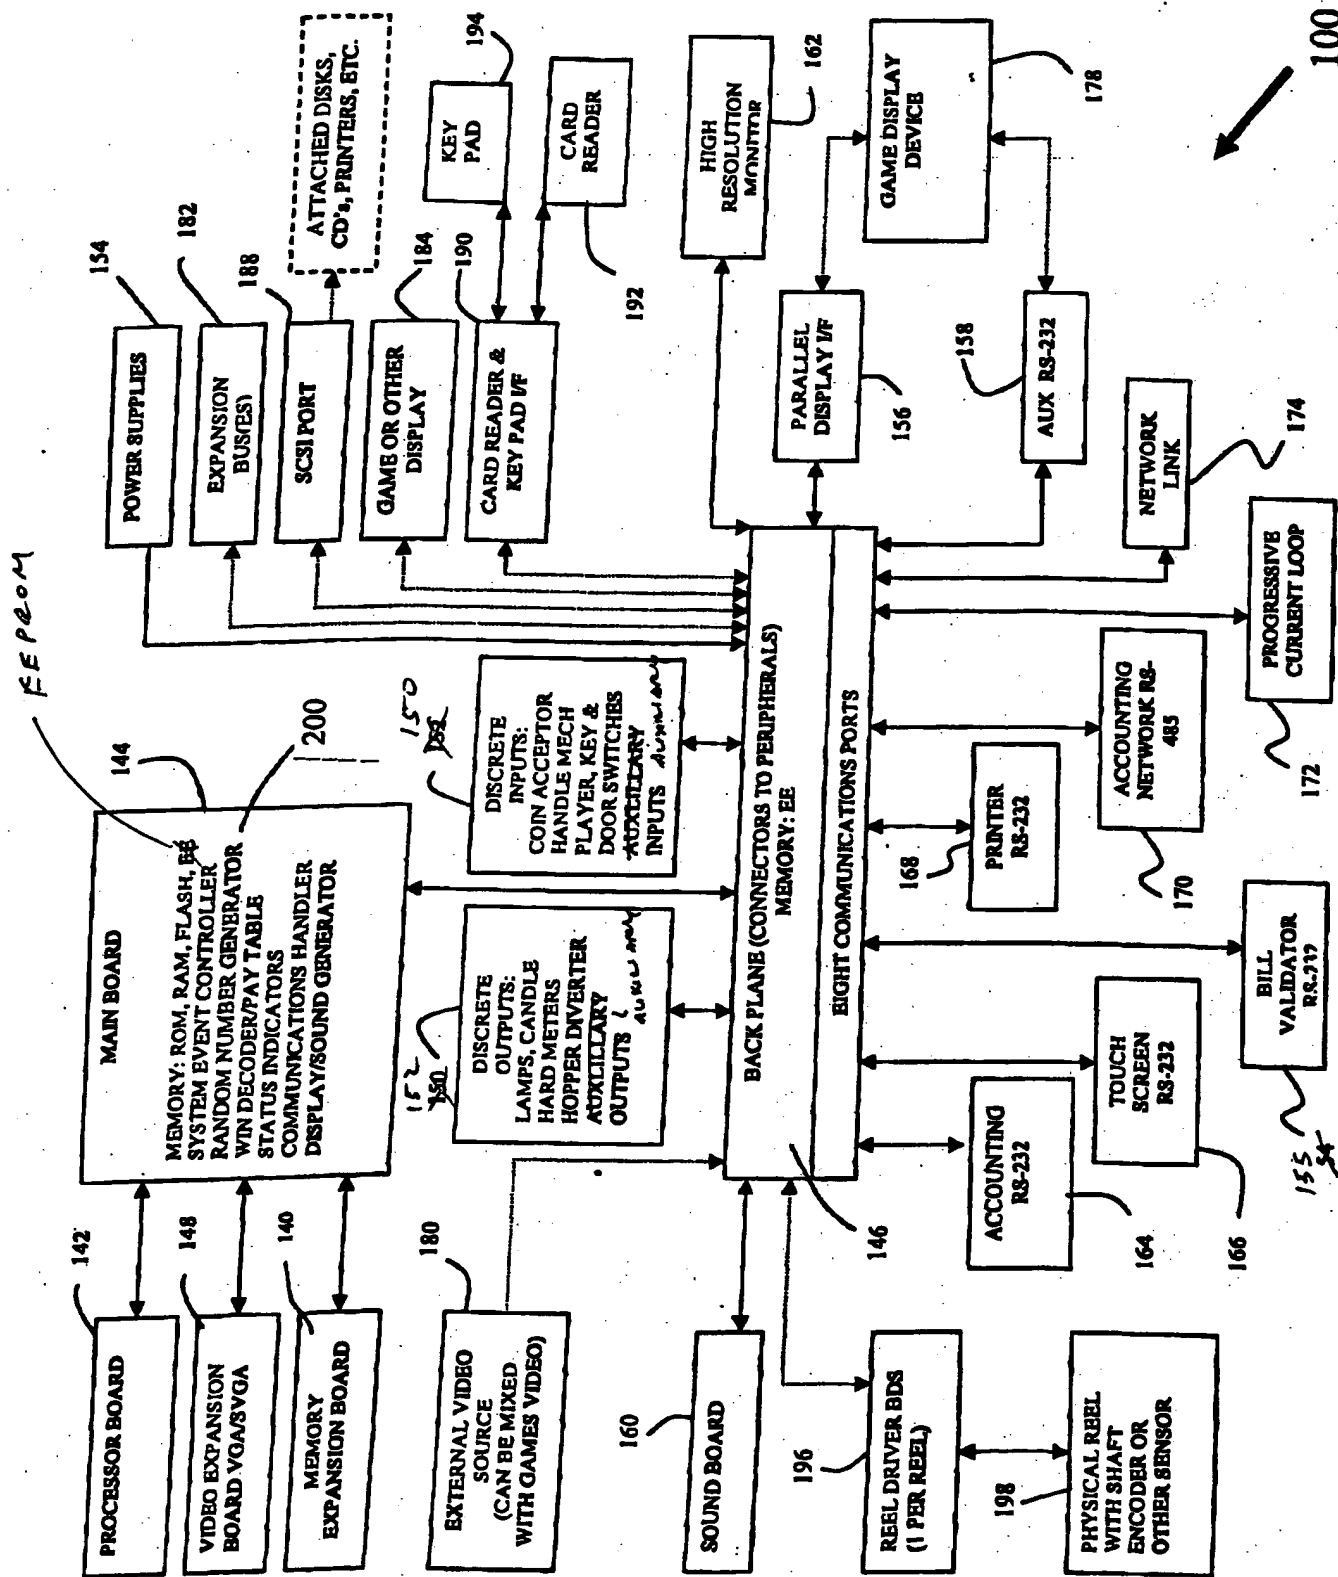 100
MAIN BOARD
MEMORY: ROM, RAM, FLASH, EE
SYSTEM EVENT CONTROLLER
RANDOM NUMBER GENERATOR
WIN DECODER/PAY TABLE
STATUS INDICATORS
COMMUNICATIONS HANDLER
DISPLAY/SOUND GENERATOR
144
200
PROCESSOR BOARD
142
VIDEO EXPANSION
BOARD VGA/SVGA
148
MEMORY
EXPANSION BOARD
140
EXTERNAL VIDEO
SOURCE
(CAN BE MIXED
WITH GAMES VIDEO)
180
DISCRETE
OUTPUTS:
LAMPS, CANDLE
HARD METERS
HOPPER DIVERTER
AUXLILLARY
OUTPUTS
152
150
DISCRETE
INPUTS:
COIN ACCEPTOR
HANDLE MECH
PLAYER, KEY &
DOOR SWITCHES
AUXLILLARY
INPUTS
150
152
POWER SUPPLIES
154
EXPANSION
BUS(ES)
182
SCSI PORT
188
ATTACHED DISKS,
CD's, PRINTERS, ETC.
GAME OR OTHER
DISPLAY
184
CARD READER &
KEY PAD I/F
190
KEY
PAD
194
CARD
READER
192
SOUND BOARD
160
REEL DRIVER BDS
(1 PER REEL)
196
PHYSICAL REEL
WITH SHAFT
ENCODER OR
OTHER SENSOR
198
BACK PLANE (CONNECTORS TO PERIPHERALS)
MEMORY: EE
EIGHT COMMUNICATIONS PORTS
146
HIGH
RESOLUTION
MONITOR
162
PARALLEL
DISPLAY I/F
156
GAME DISPLAY
DEVICE
178
AUX RS-232
158
NETWORK
LINK
174
ACCOUNTING
RS-232
164
TOUCH
SCREEN
RS-232
166
BILL
VALIDATOR
RS-232
155
54
PRINTER
RS-232
168
ACCOUNTING
NETWORK RS-
485
170
PROGRESSIVE
CURRENT LOOP
172